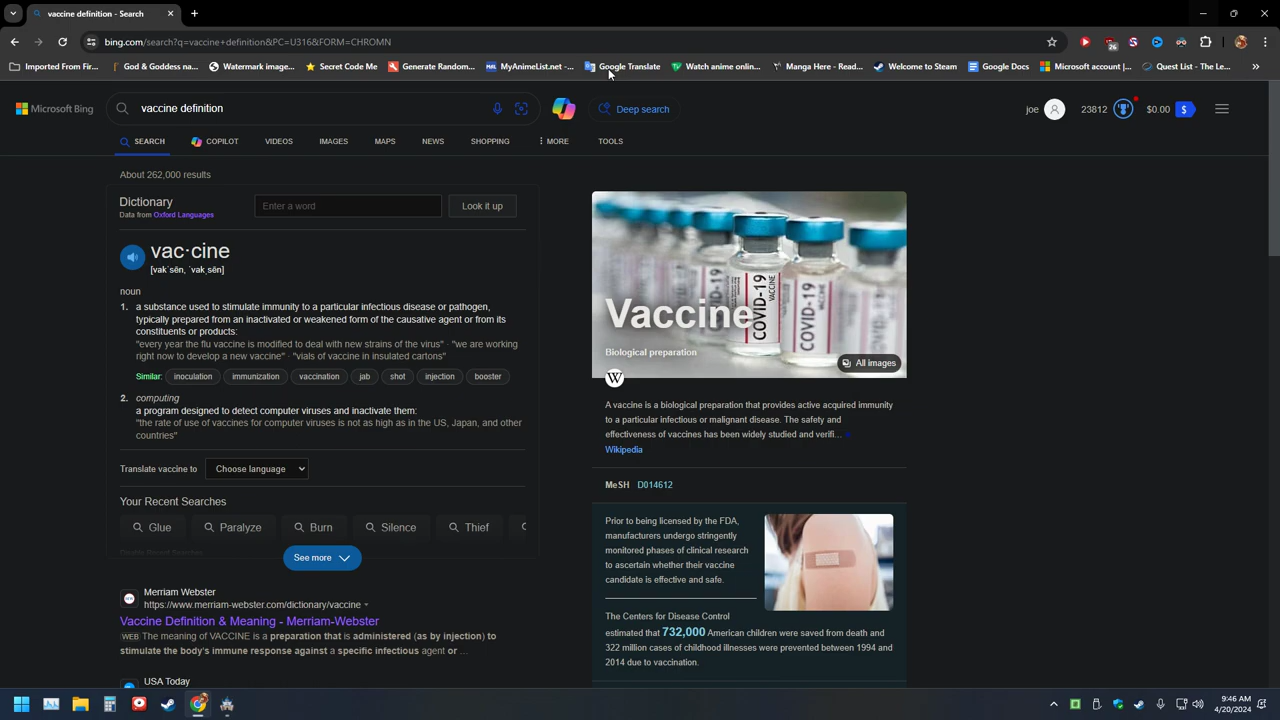 vaccine definition - Search
bing.com/search?q=vaccine+definition&PC=U316&FORM=CHROMN
26
Imported From Fir...
God & Goddess na...
Watermark image...
Secret Code Me
Generate Random...
MyAnimeList.net -...
Google Translate
Watch anime online...
Manga Here - Read...
Welcome to Steam
Google Docs
Microsoft account |...
Quest List - The Le...
Microsoft Bing
vaccine definition
Deep search
joe
23812
$0.00
$
SEARCH
COPILOT
VIDEOS
IMAGES
MAPS
NEWS
SHOPPING
MORE
TOOLS
About 262,000 results
Dictionary
Data from Oxford Languages
Enter a word
Look it up
vac·cine
[vakˈsēn, ˈvakˌsēn]
noun
1. a substance used to stimulate immunity to a particular infectious disease or pathogen,
typically prepared from an inactivated or weakened form of the causative agent or from its
constituents or products:
"every year the flu vaccine is modified to deal with new strains of the virus" · "we are working
right now to develop a new vaccine" · "vials of vaccine in insulated cartons"
Similar: inoculation immunization vaccination jab shot injection booster
2. computing
a program designed to detect computer viruses and inactivate them:
"the rate of use of vaccines for computer viruses is not as high as in the US, Japan, and other
countries"
Translate vaccine to
Choose language
Your Recent Searches
Glue
Paralyze
Burn
Silence
Thief
See more
Merriam Webster
https://www.merriam-webster.com/dictionary/vaccine
Vaccine Definition & Meaning - Merriam-Webster
WEB The meaning of VACCINE is a preparation that is administered (as by injection) to
stimulate the body's immune response against a specific infectious agent or ...
USA Today
COVID-19
VACCINE
COVID-19
Vaccine
Biological preparation
All images
W
A vaccine is a biological preparation that provides active acquired immunity
to a particular infectious or malignant disease. The safety and
effectiveness of vaccines has been widely studied and verifi...
Wikipedia
MeSH D014612
Prior to being licensed by the FDA,
manufacturers undergo stringently
monitored phases of clinical research
to ascertain whether their vaccine
candidate is effective and safe.
The Centers for Disease Control
estimated that 732,000 American children were saved from death and
322 million cases of childhood illnesses were prevented between 1994 and
2014 due to vaccination.
9:46 AM
4/20/2024